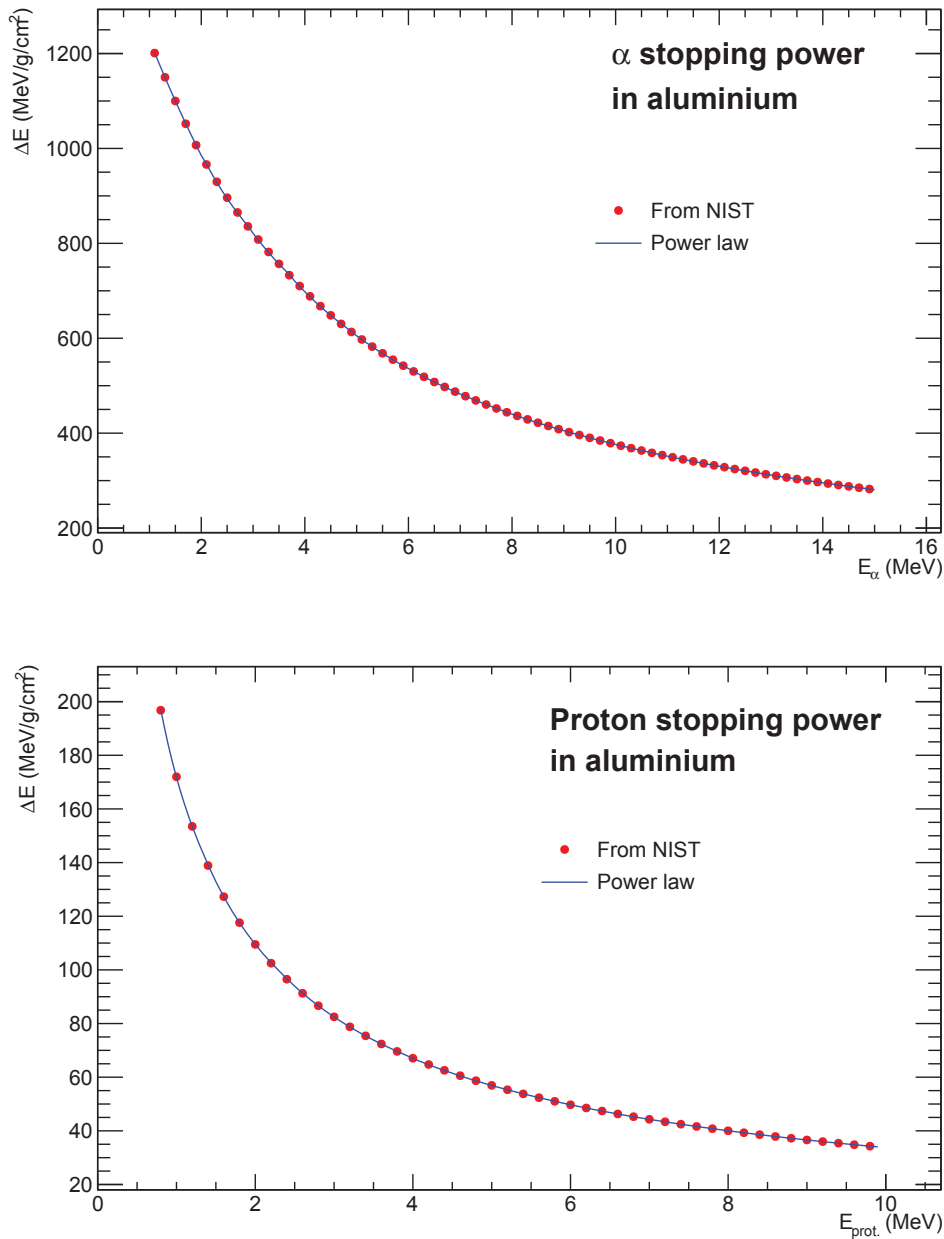 α stopping power
in aluminium
From NIST
Power law
ΔE (MeV/g/cm²)
1200
1000
800
600
400
200
0 2 4 6 8 10 12 14 16
E_α (MeV)
Proton stopping power
in aluminium
From NIST
Power law
ΔE (MeV/g/cm²)
200
180
160
140
120
100
80
60
40
20
0 2 4 6 8 10
E_prot. (MeV)